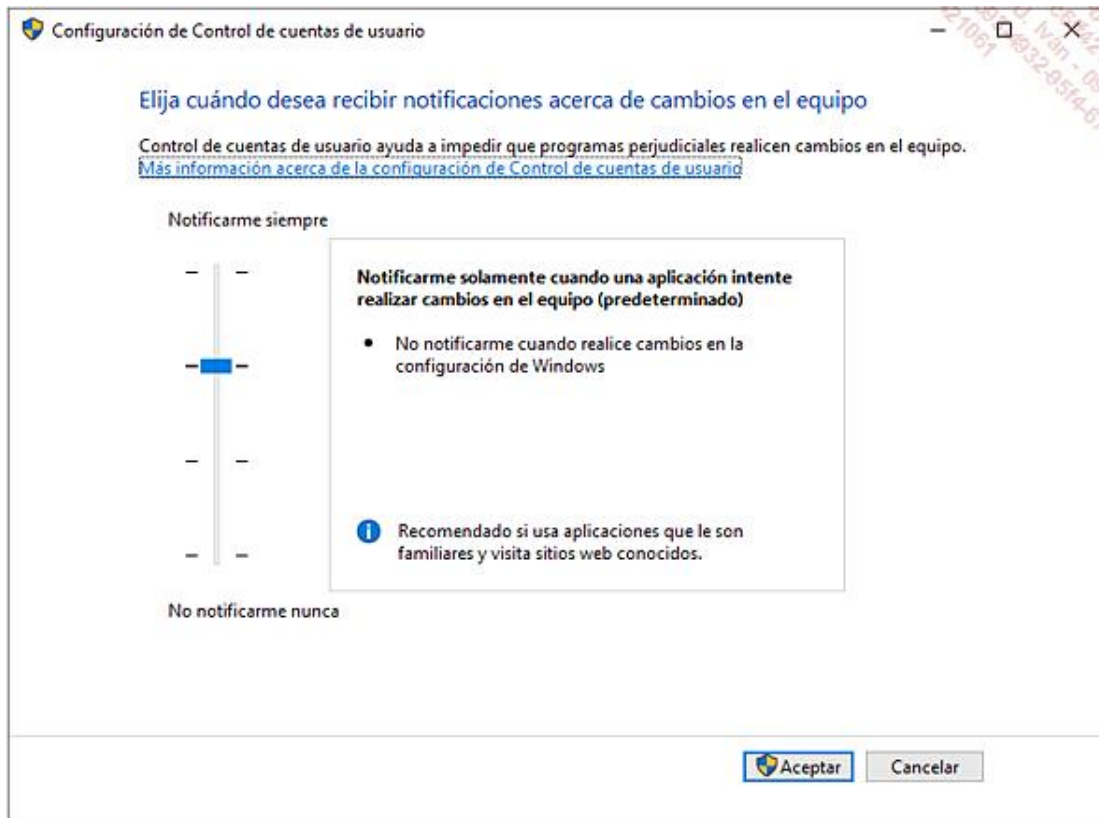 Configuración de Control de cuentas de usuario
Elija cuándo desea recibir notificaciones acerca de cambios en el equipo
Control de cuentas de usuario ayuda a impedir que programas perjudiciales realicen cambios en el equipo.
Más información acerca de la configuración de Control de cuentas de usuario
Notificarme siempre
Notificarme solamente cuando una aplicación intente
realizar cambios en el equipo (predeterminado)
• No notificarme cuando realice cambios en la
configuración de Windows
Recomendado si usa aplicaciones que le son
familiares y visita sitios web conocidos.
No notificarme nunca
Aceptar
Cancelar